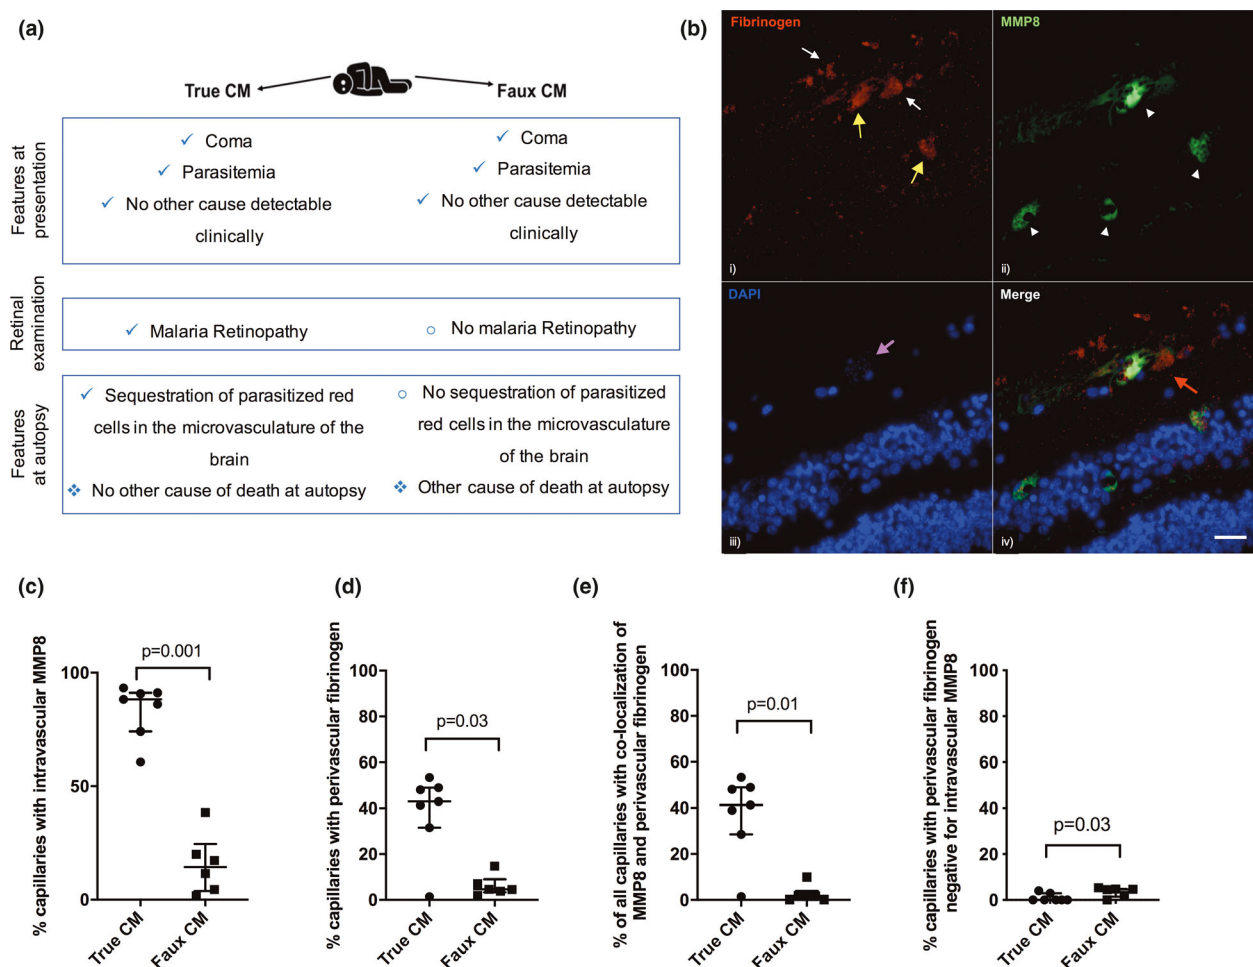 (a)
True CM
Faux CM
Features at
presentation
✓ Coma
✓ Parasitemia
✓ No other cause detectable
clinically
✓ Coma
✓ Parasitemia
✓ No other cause detectable
clinically
Retinal
examination
✓ Malaria Retinopathy
○ No malaria Retinopathy
Features
at autopsy
✓ Sequestration of parasitized red
cells in the microvasculature of the
brain
❖ No other cause of death at autopsy
○ No sequestration of parasitized
red cells in the microvasculature
of the brain
❖ Other cause of death at autopsy
(b)
Fibrinogen
i)
MMP8
ii)
DAPI
iii)
Merge
iv)
(c)
% capillaries with intravascular MMP8
100
50
0
p=0.001
True CM
Faux CM
(d)
% capillaries with perivascular fibrinogen
100
80
60
40
20
0
p=0.03
True CM
Faux CM
(e)
% of all capillaries with co-localization of
MMP8 and perivascular fibrinogen
100
80
60
40
20
0
p=0.01
True CM
Faux CM
(f)
% capillaries with perivascular fibrinogen
negative for intravascular MMP8
100
80
60
40
20
0
p=0.03
True CM
Faux CM